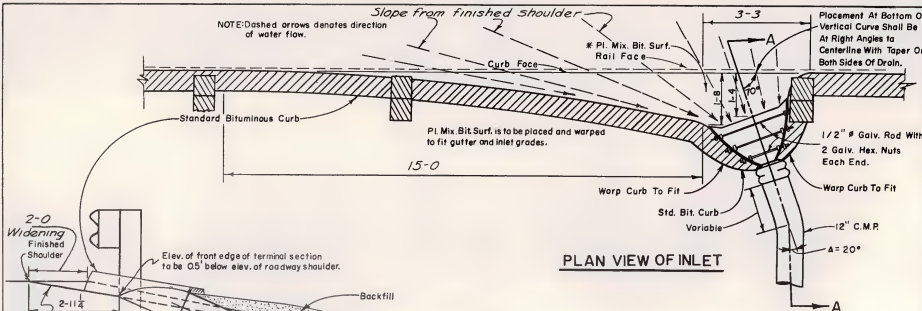 Slope from finished Shoulder
NOTE: Dashed arrows denotes direction
of water flow.
3-3
A
Placement At Bottom O
Vertical Curve Shall Be
At Right Angles to
Centerline With Taper On
Both Sides Of Drain.
* Pl. Mix. Bit. Surf.
Rail Face
Curb Face
1-8
1-4
70°
Standard Bituminous Curb
Pl. Mix. Bit. Surf. is to be placed and warped
to fit gutter and inlet grades.
1/2" ø Galv. Rod With
2 Galv. Hex. Nuts
Each End.
15-0
Warp Curb To Fit
Warp Curb To Fit
Std. Bit. Curb
Variable
12" C.M.P.
Δ = 20°
PLAN VIEW OF INLET
A
2-0
Widening
Finished
Shoulder
Elev. of front edge of terminal section
to be 0.5' below elev. of roadway shoulder.
2-11 1/4
Backfill